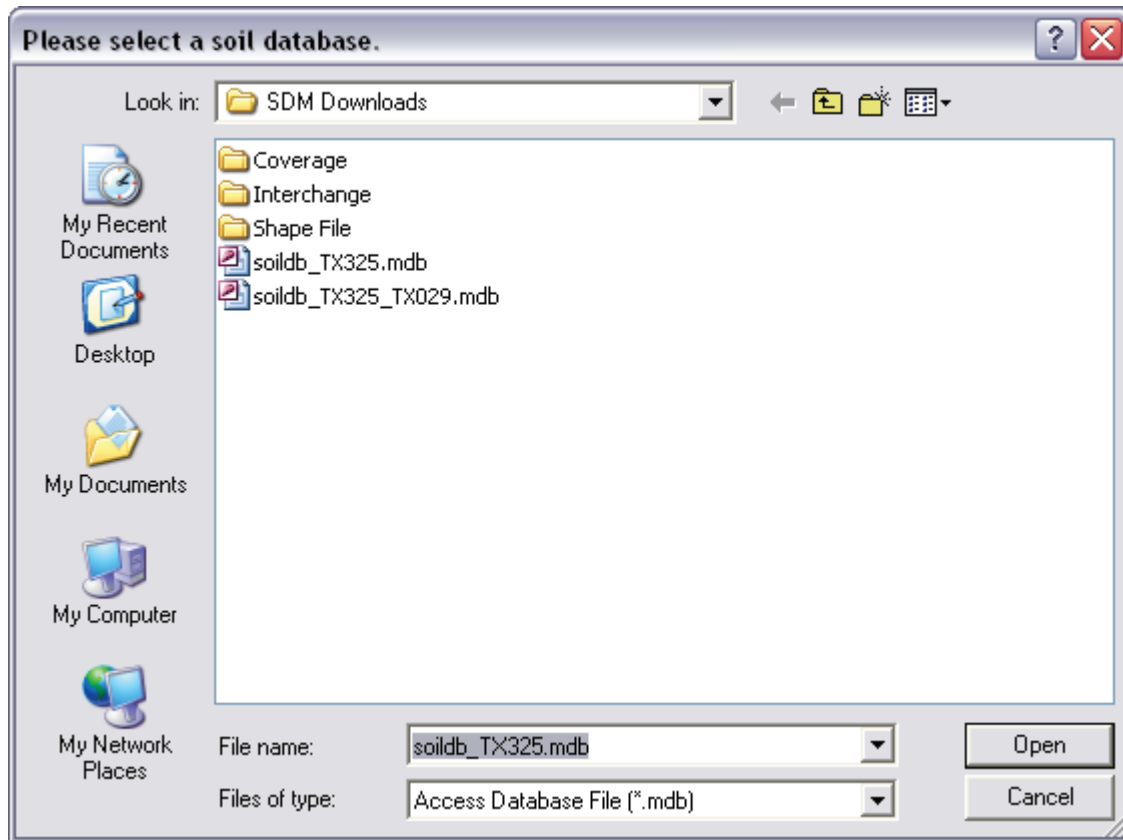 Please select a soil database.
Look in:
SDM Downloads
My Recent
Documents
Desktop
My Documents
My Computer
My Network
Places
Coverage
Interchange
Shape File
soildb_TX325.mdb
soildb_TX325_TX029.mdb
File name:
soildb_TX325.mdb
Open
Files of type:
Access Database File (*.mdb)
Cancel